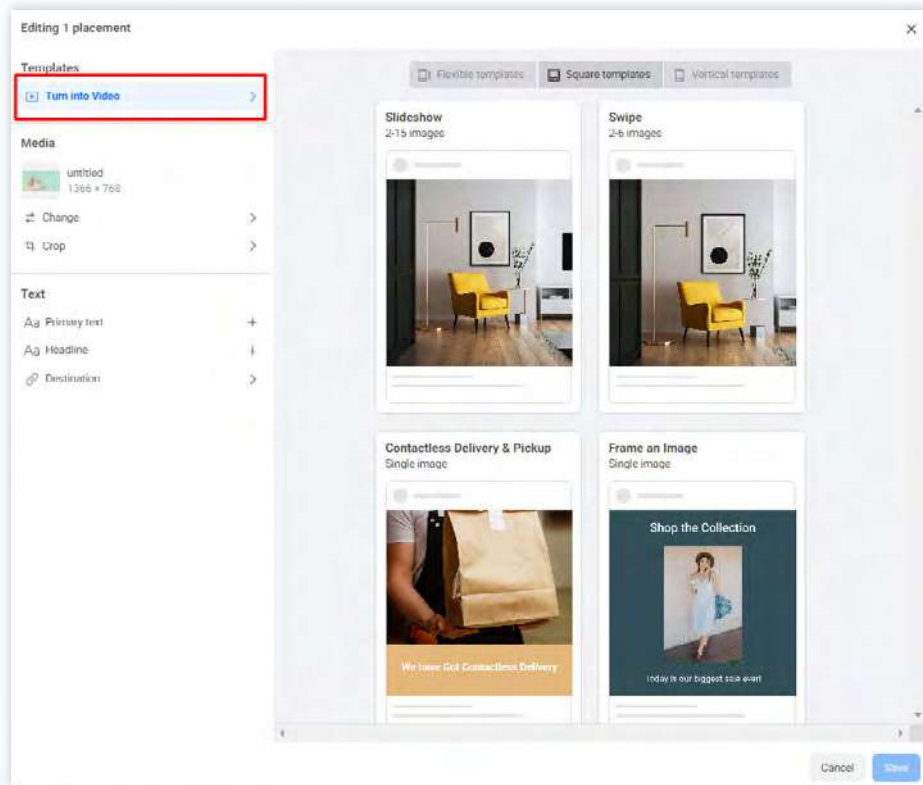 Editing 1 placement
Templates
Turn into Video
Media
untitled
1366 × 768
Change
Crop
Text
Aa Primary text
Aa Headline
Destination
Flexible templates
Square templates
Vertical templates
Slideshow
2-15 images
Swipe
2-6 images
Contactless Delivery & Pickup
Single image
We have Got Contactless Delivery
Frame an Image
Single image
Shop the Collection
Today is our biggest sale ever!
Cancel
Save